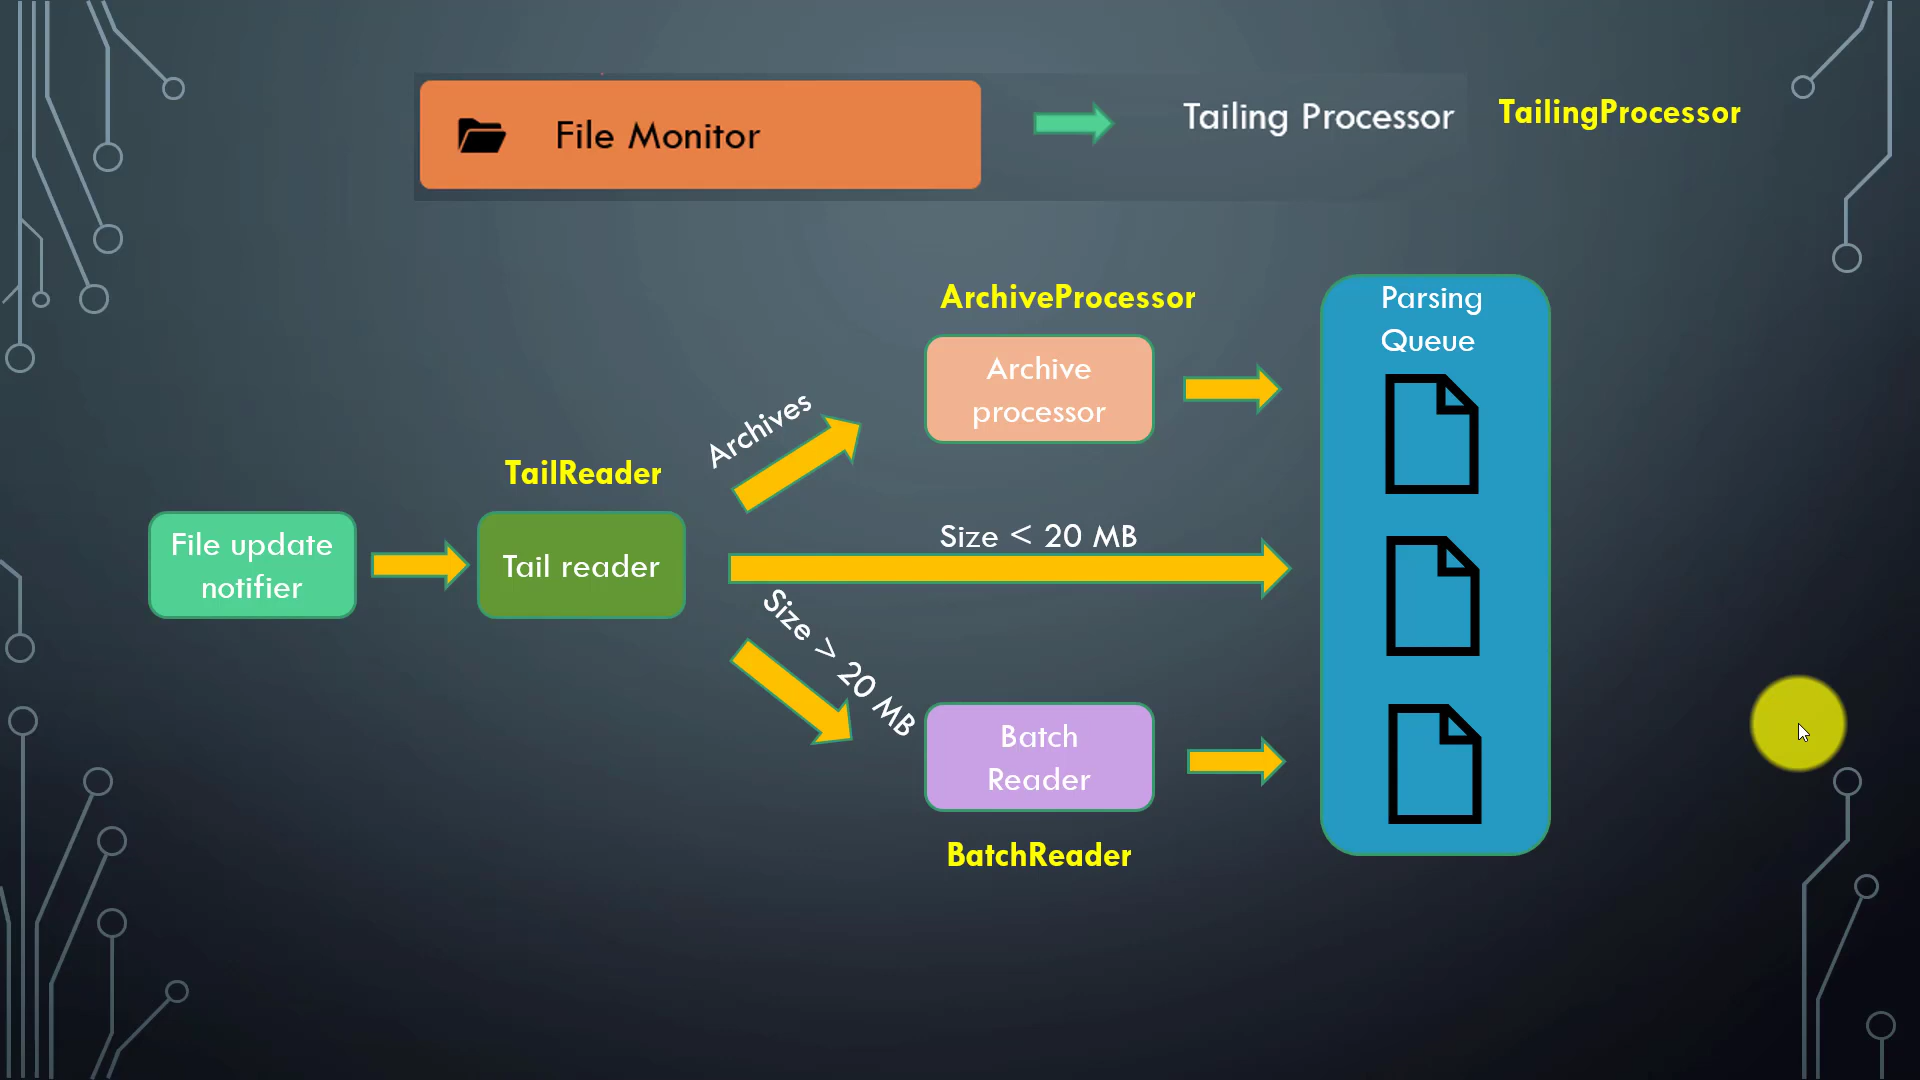 File Monitor
Tailing Processor
TailingProcessor
ArchiveProcessor
Archive
processor
Parsing
Queue
Archives
TailReader
File update
notifier
Tail reader
Size < 20 MB
Size > 20 MB
Batch
Reader
BatchReader